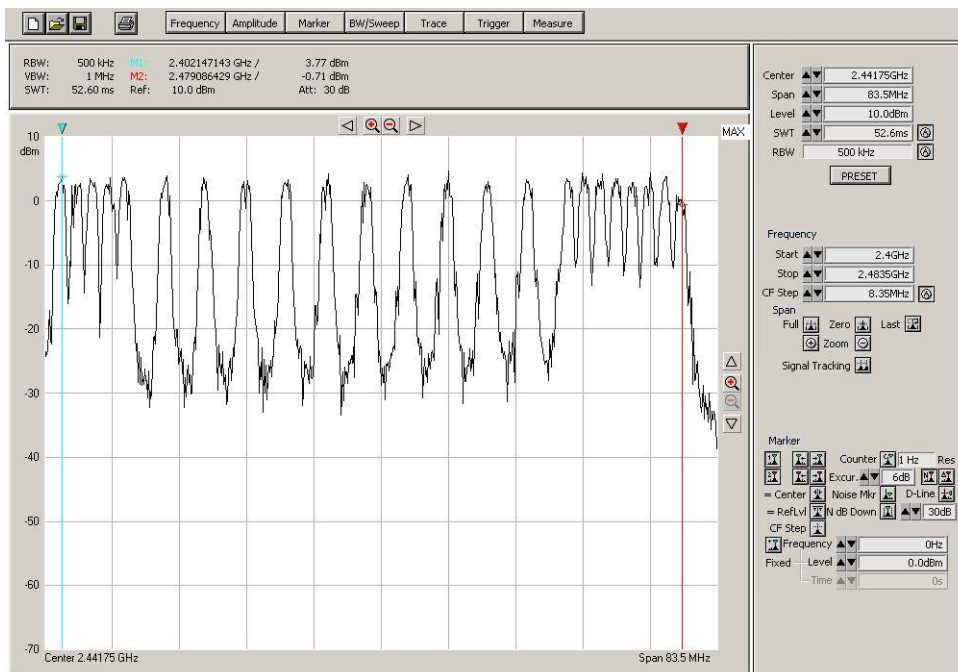 Frequency Amplitude Marker BW/Sweep Trace Trigger Measure
RBW: 500 kHz M1: 2.402147143 GHz / 3.77 dBm
VBW: 1 MHz M2: 2.479086429 GHz / -0.71 dBm
SWT: 52.60 ms Ref: 10.0 dBm Att: 30 dB
MAX
10
dBm
0
-10
-20
-30
-40
-50
-60
-70
Center 2.44175 GHz Span 83.5 MHz
Center 2.44175GHz
Span 83.5MHz
Level 10.0dBm
SWT 52.6ms
RBW 500 kHz
PRESET
Frequency
Start 2.4GHz
Stop 2.4835GHz
CF Step 8.35MHz
Span
Full Zero Last
Zoom
Signal Tracking
Marker
Counter 1 Hz Res
Excur. 6dB
= Center Noise Mkr D-Line
= RefLvl N dB Down 30dB
CF Step
Frequency 0Hz
Fixed Level 0.0dBm
Time 0s